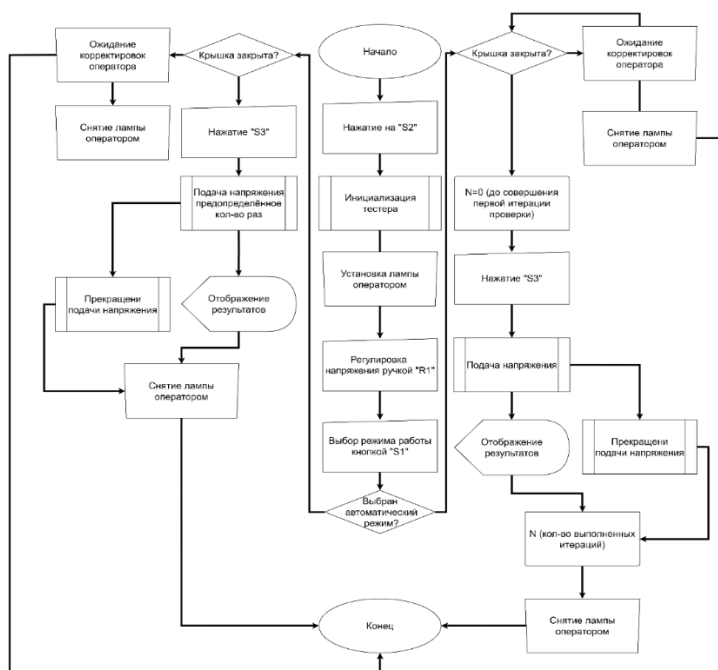 Ожидание
корректировок
оператора
Крышка закрыта?
Начало
Крышка закрыта?
Ожидание
корректировок
оператора
Снятие лампы
оператором
Нажатие "S3"
Нажатие на "S2"
Снятие лампы
оператором
Подача напряжения
предопределённое
кол-во раз
Инициализация
тестера
N=0 (до совершения
первой итерации
проверки)
Прекращени
подачи напряжения
Отображение
результатов
Установка лампы
оператором
Нажатие "S3"
Снятие лампы
оператором
Регулировка
напряжения ручкой "R1"
Подача напряжения
Выбор режима работы
кнопкой "S1"
Отображение
результатов
Прекращени
подачи напряжения
Выбран
автоматический
режим?
N (кол-во выполненных
итераций)
Конец
Снятие лампы
оператором